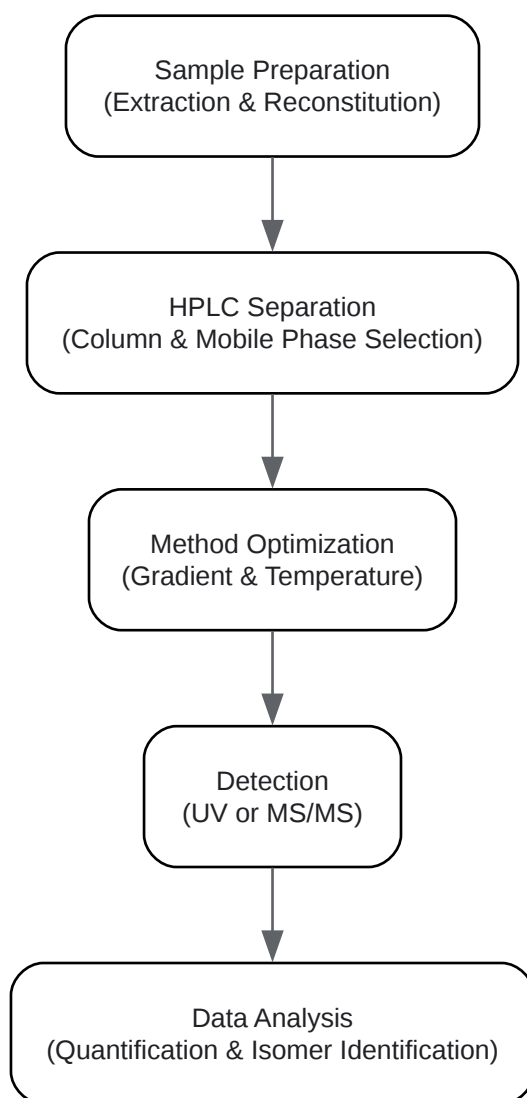 Sample Preparation
(Extraction & Reconstitution)
HPLC Separation
(Column & Mobile Phase Selection)
Method Optimization
(Gradient & Temperature)
Detection
(UV or MS/MS)
Data Analysis
(Quantification & Isomer Identification)